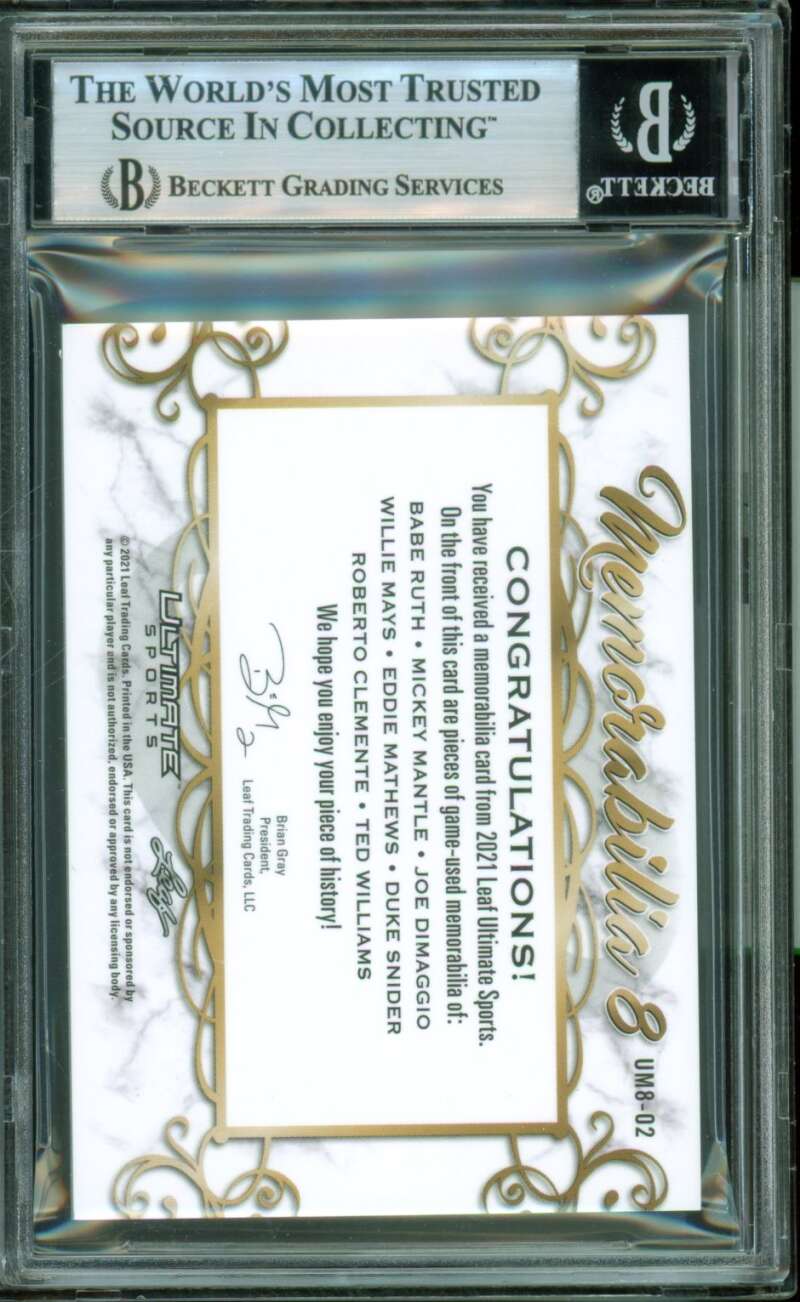 THE WORLD'S MOST TRUSTED
SOURCE IN COLLECTING™
B BECKETT GRADING SERVICES
B
BECKETT®
Memorabilia 8
UM8-02
CONGRATULATIONS!
You have received a memorabilia card from 2021 Leaf Ultimate Sports.
On the front of this card are pieces of game-used memorabilia of:
BABE RUTH • MICKEY MANTLE • JOE DIMAGGIO
WILLIE MAYS • EDDIE MATHEWS • DUKE SNIDER
ROBERTO CLEMENTE • TED WILLIAMS
We hope you enjoy your piece of history!
Brian Gray
President,
Leaf Trading Cards, LLC
ULTIMATE
SPORTS
Leaf
© 2021 Leaf Trading Cards. Printed in the USA. This card is not endorsed or sponsored by
any particular player and is not authorized, endorsed or approved by any licensing body.